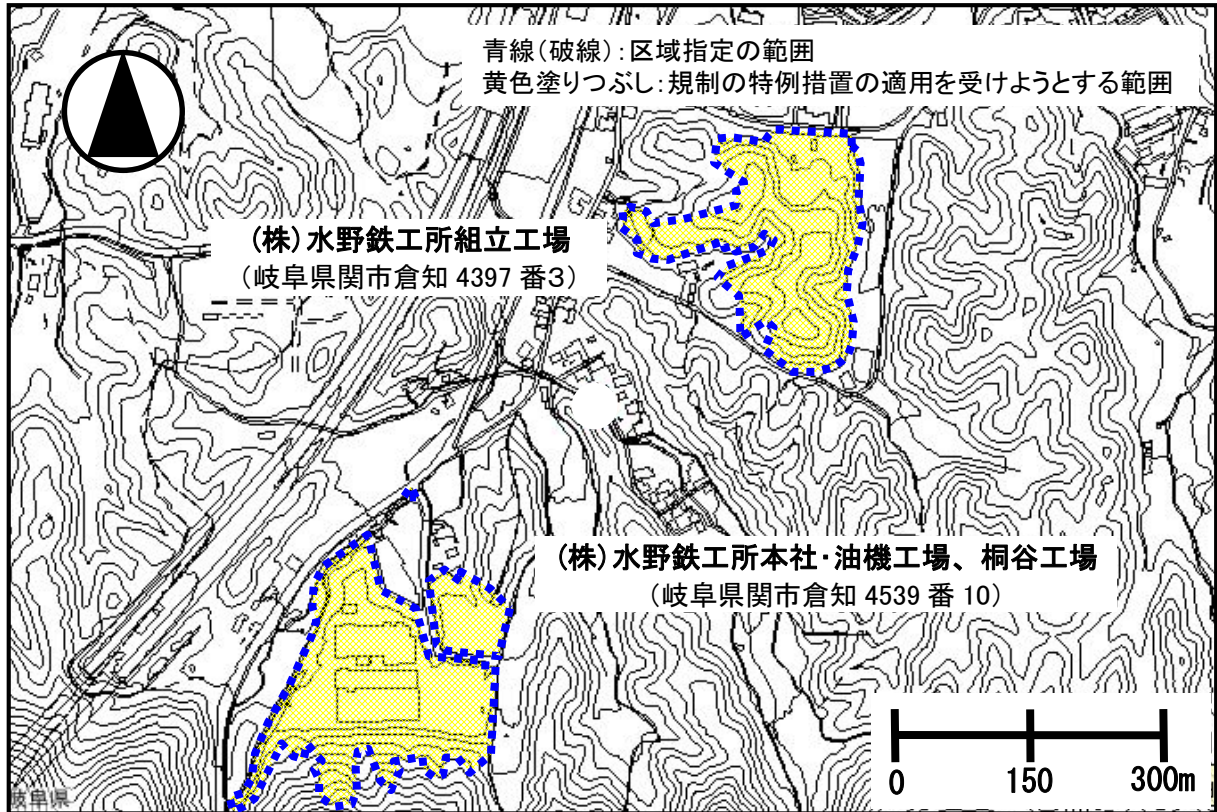 青線(破線):区域指定の範囲
黄色塗りつぶし:規制の特例措置の適用を受けようとする範囲
(株)水野鉄工所組立工場
(岐阜県関市倉知 4397 番3)
(株)水野鉄工所本社・油機工場、桐谷工場
(岐阜県関市倉知 4539 番 10)
0 150 300m
岐阜県